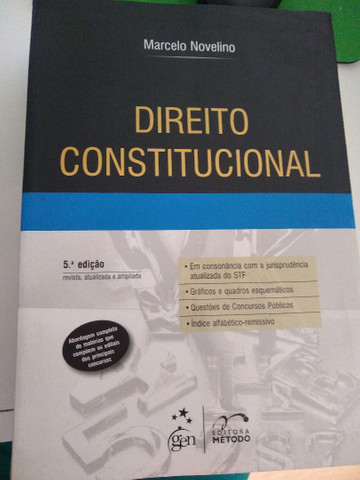 Marcelo Novelino
DIREITO
CONSTITUCIONAL
5.ª edição
revista, atualizada e ampliada
• Em consonância com a jurisprudência
atualizada do STF
• Gráficos e quadros esquemáticos
• Questões de Concursos Públicos
• Índice alfabético-remissivo
Abordagem completa
de matérias que
compõem os editais
dos principais
concursos
gen
EDITORA
MÉTODO